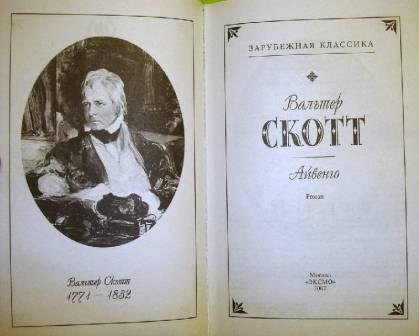 Вальтер Скотт
1771 – 1832
ЗАРУБЕЖНАЯ КЛАССИКА
Вальтер
СКОТТ
Айвенго
Роман
Москва
«ЭКСМО»
2007